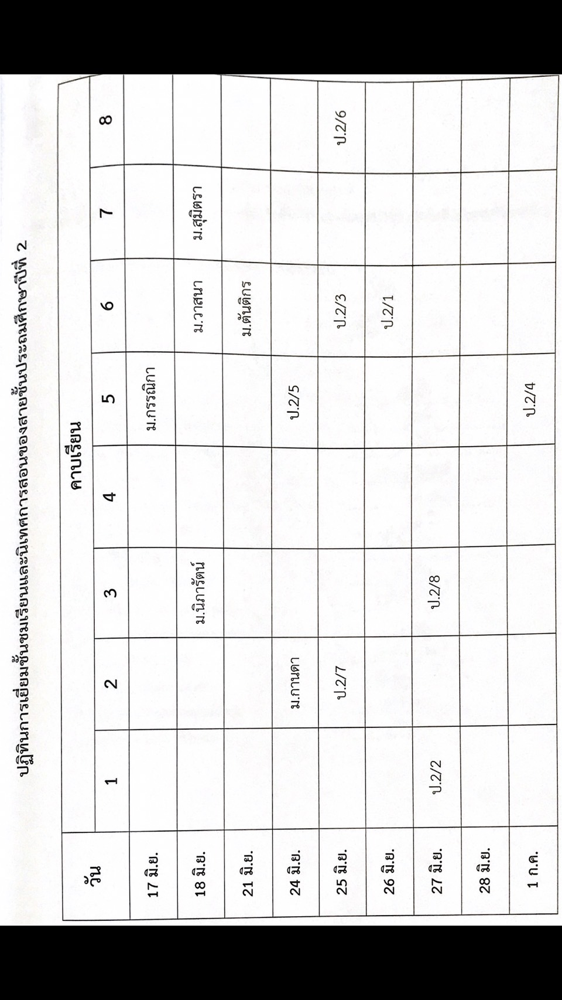 ปฏิทินการเยี่ยมชั้นชมเรียนและนิเทศการสอนของสายชั้นประถมศึกษาปีที่ 2
วัน คาบเรียน
1 2 3 4 5 6 7 8
17 มิ.ย. ม.กรรณิกา
18 มิ.ย. ม.นิภารัตน์ ม.วาสนา ม.สุมิตรา
21 มิ.ย. ม.ตันติกร
24 มิ.ย. ม.กานดา ป.2/5
25 มิ.ย. ป.2/7 ป.2/3 ป.2/6
26 มิ.ย. ป.2/1
27 มิ.ย. ป.2/2 ป.2/8
28 มิ.ย.
1 ก.ค. ป.2/4